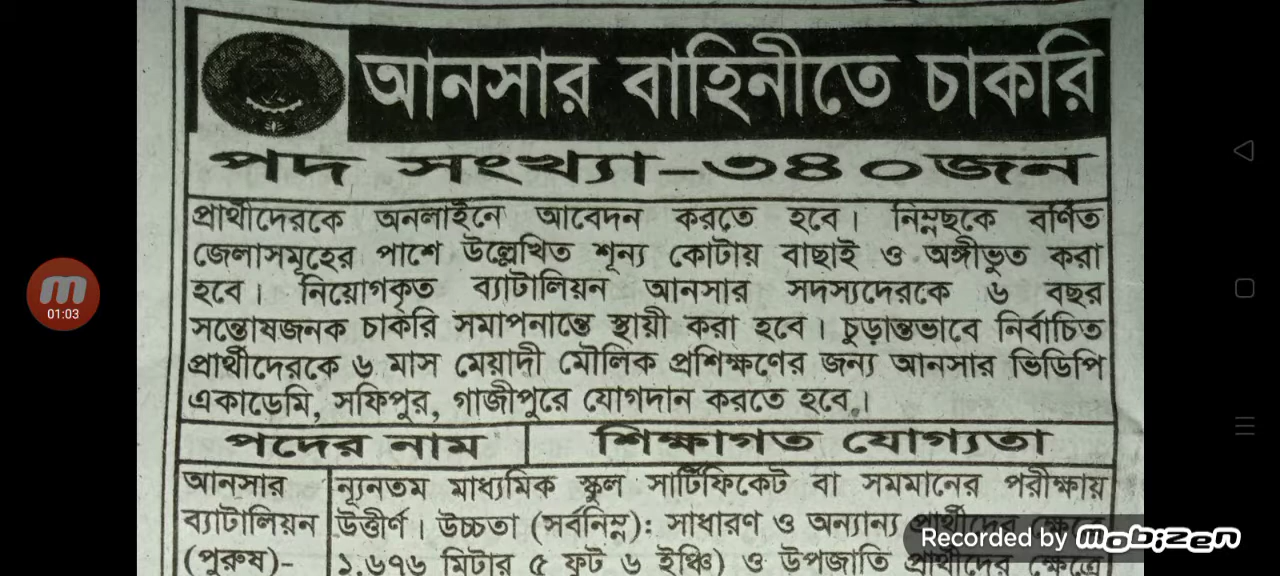 আনসার বাহিনীতে চাকরি
পদ সংখ্যা-৩৪০জন
প্রার্থীদেরকে অনলাইনে আবেদন করতে হবে। নিম্নছকে বর্ণিত
জেলাসমূহের পাশে উল্লেখিত শূন্য কোটায় বাছাই ও অঙ্গীভুত করা
হবে। নিয়োগকৃত ব্যাটালিয়ন আনসার সদস্যদেরকে ৬ বছর
সন্তোষজনক চাকরি সমাপনান্তে স্থায়ী করা হবে। চুড়ান্তভাবে নির্বাচিত
প্রার্থীদেরকে ৬ মাস মেয়াদী মৌলিক প্রশিক্ষণের জন্য আনসার ভিডিপি
একাডেমি, সফিপুর, গাজীপুরে যোগদান করতে হবে।
পদের নাম শিক্ষাগত যোগ্যতা
আনসার ন্যূনতম মাধ্যমিক স্কুল সার্টিফিকেট বা সমমানের পরীক্ষায়
ব্যাটালিয়ন উত্তীর্ণ। উচ্চতা (সর্বনিম্ন): সাধারণ ও অন্যান্য প্রার্থীদের ক্ষেত্রে
(পুরুষ)- ১.৬৭৬ মিটার ৫ ফুট ৬ ইঞ্চি) ও উপজাতি প্রার্থীদের ক্ষেত্রে
m
01:03
Recorded by mobizen